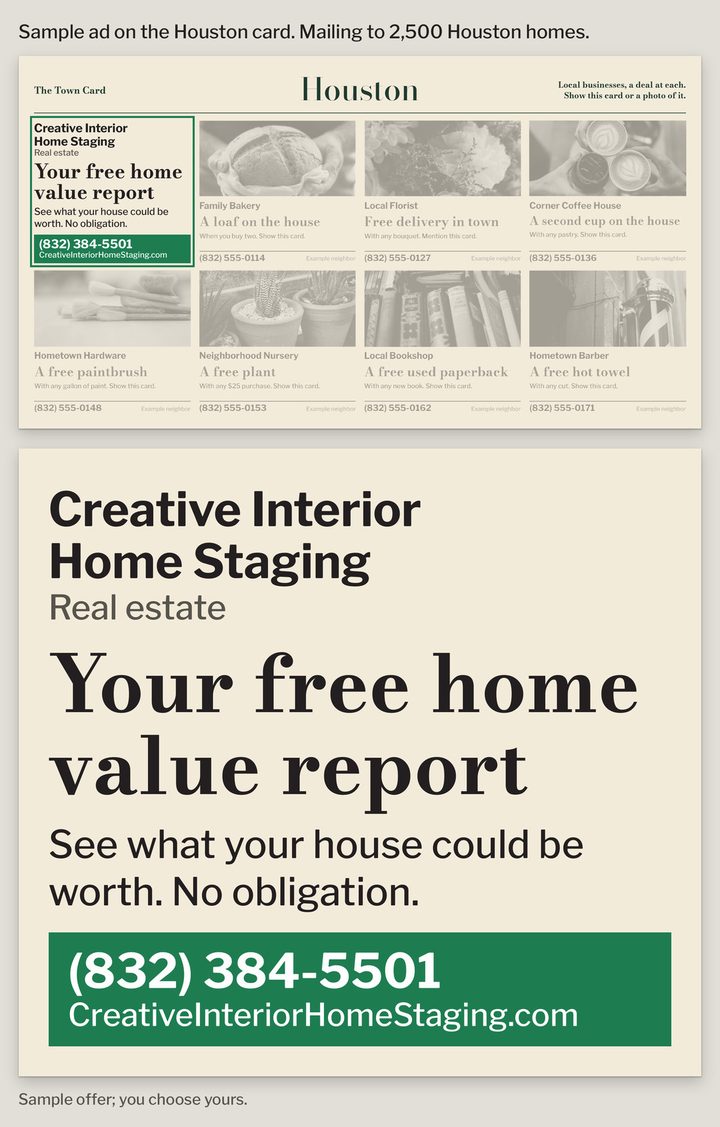 Sample ad on the Houston card. Mailing to 2,500 Houston homes.
The Town Card
Houston
Local businesses, a deal at each.
Show this card or a photo of it.
Creative Interior
Home Staging
Real estate
Your free home
value report
See what your house could be
worth. No obligation.
(832) 384-5501
CreativeInteriorHomeStaging.com
Family Bakery
A loaf on the house
When you buy two. Show this card.
(832) 555-0114
Example neighbor
Local Florist
Free delivery in town
With any bouquet. Mention this card.
(832) 555-0127
Example neighbor
Corner Coffee House
A second cup on the house
With any pastry. Show this card.
(832) 555-0136
Example neighbor
Hometown Hardware
A free paintbrush
With any gallon of paint. Show this card.
(832) 555-0148
Example neighbor
Neighborhood Nursery
A free plant
With any $25 purchase. Show this card.
(832) 555-0153
Example neighbor
Local Bookshop
A free used paperback
With any new book. Show this card.
(832) 555-0162
Example neighbor
Hometown Barber
A free hot towel
With any cut. Show this card.
(832) 555-0171
Example neighbor
Creative Interior
Home Staging
Real estate
Your free home
value report
See what your house could be
worth. No obligation.
(832) 384-5501
CreativeInteriorHomeStaging.com
Sample offer; you choose yours.